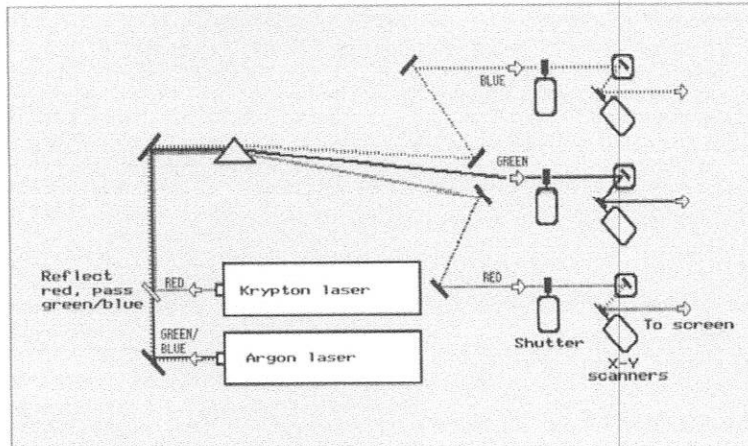 BLUE
GREEN
Reflect
red, pass
green/blue
RED
Krypton laser
RED
To screen
GREEN/
BLUE
Argon laser
Shutter
X-Y
scanners